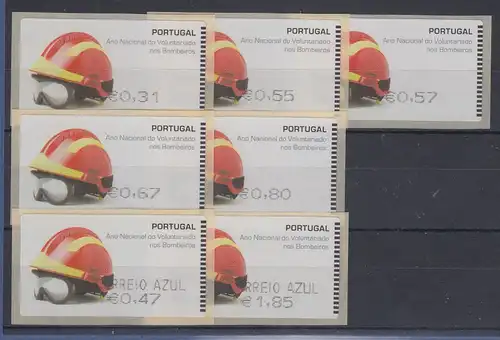 PORTUGAL
Ano Nacional do Voluntariado
nos Bombeiros
€0,31
PORTUGAL
Ano Nacional do Voluntariado
nos Bombeiros
€0,55
PORTUGAL
Ano Nacional do Voluntariado
nos Bombeiros
€0,57
PORTUGAL
Ano Nacional do Voluntariado
nos Bombeiros
€0,67
PORTUGAL
Ano Nacional do Voluntariado
nos Bombeiros
€0,80
PORTUGAL
Ano Nacional do Voluntariado
nos Bombeiros
RREIO AZUL
€0,47
PORTUGAL
Ano Nacional do Voluntariado
nos Bombeiros
RREIO AZUL
€1,85